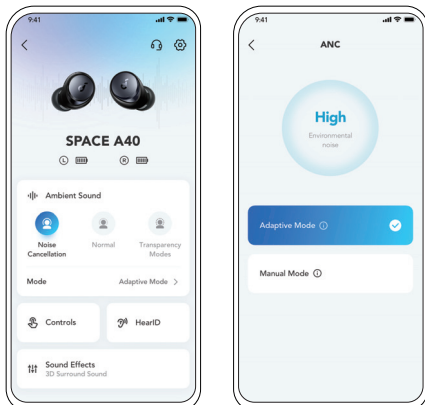 9:41
SPACE A40
L
R
Ambient Sound
Noise
Cancellation
Normal
Transparency
Modes
Mode
Adaptive Mode >
Controls
HearID
Sound Effects
3D Surround Sound
9:41
ANC
High
Environmental
noise
Adaptive Mode
Manual Mode